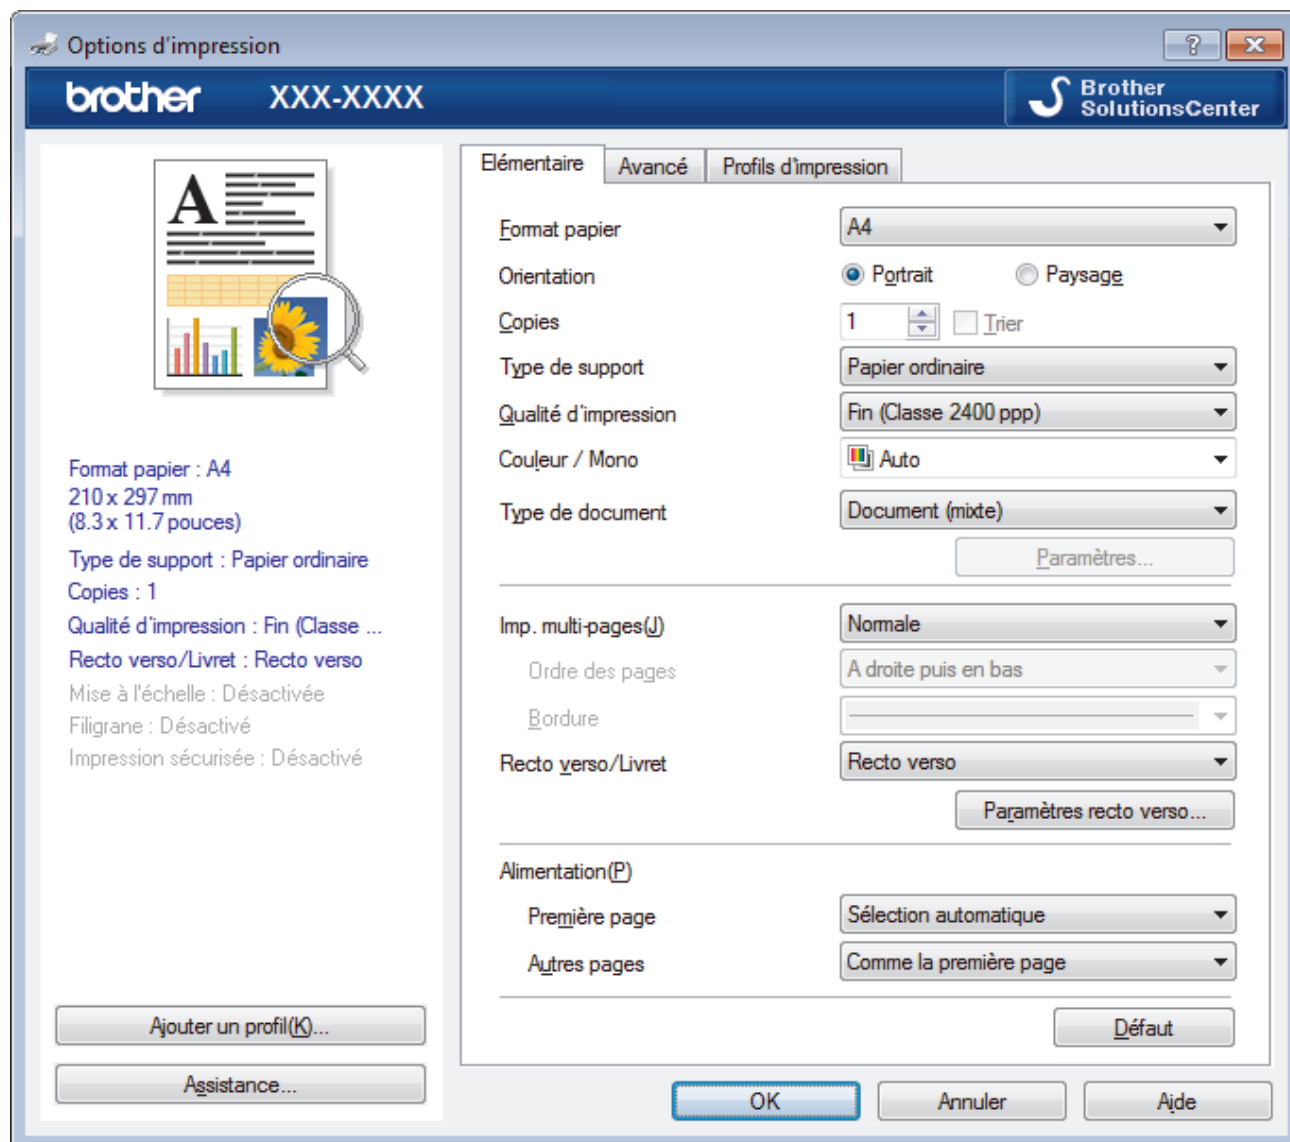 Options d'impression
brother XXX-XXXX
Brother
SolutionsCenter
A
Format papier : A4
210 x 297 mm
(8.3 x 11.7 pouces)
Type de support : Papier ordinaire
Copies : 1
Qualité d'impression : Fin (Classe ...
Recto verso/Livret : Recto verso
Mise à l'échelle : Désactivée
Filigrane : Désactivé
Impression sécurisée : Désactivé
Ajouter un profil(K)...
Assistance...
Elémentaire Avancé Profils d'impression
Format papier A4
Orientation Portrait Paysage
Copies 1 Trier
Type de support Papier ordinaire
Qualité d'impression Fin (Classe 2400 ppp)
Couleur / Mono Auto
Type de document Document (mixte)
Paramètres...
Imp. multi-pages(J) Normale
Ordre des pages A droite puis en bas
Bordure
Recto verso/Livret Recto verso
Paramètres recto verso...
Alimentation(P)
Première page Sélection automatique
Autres pages Comme la première page
Défaut
OK Annuler Aide